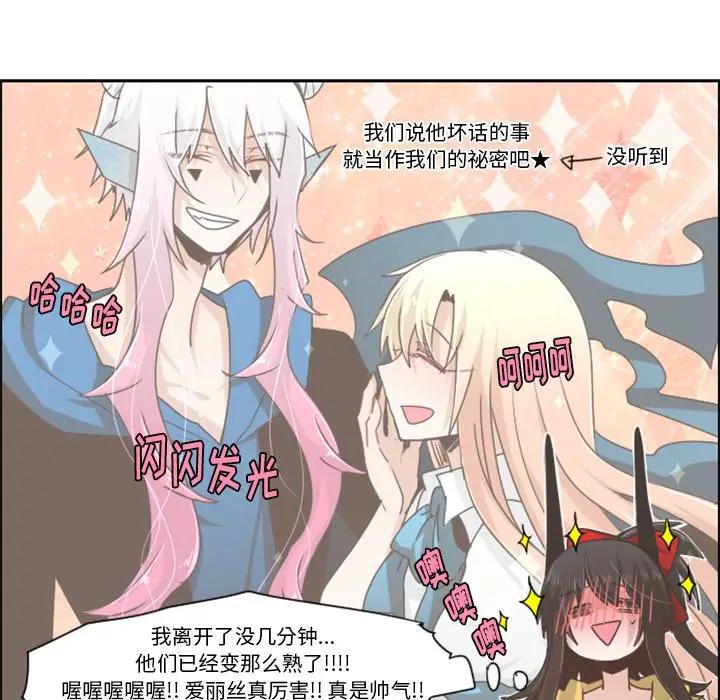 我们说他坏话的事
就当作我们的祕密吧★
没听到
哈哈哈
呵呵呵
闪闪发光
噢噢噢
我离开了没几分钟...
他们已经变那么熟了!!!!
喔喔喔喔喔!! 爱丽丝真厉害!! 真是帅气!!